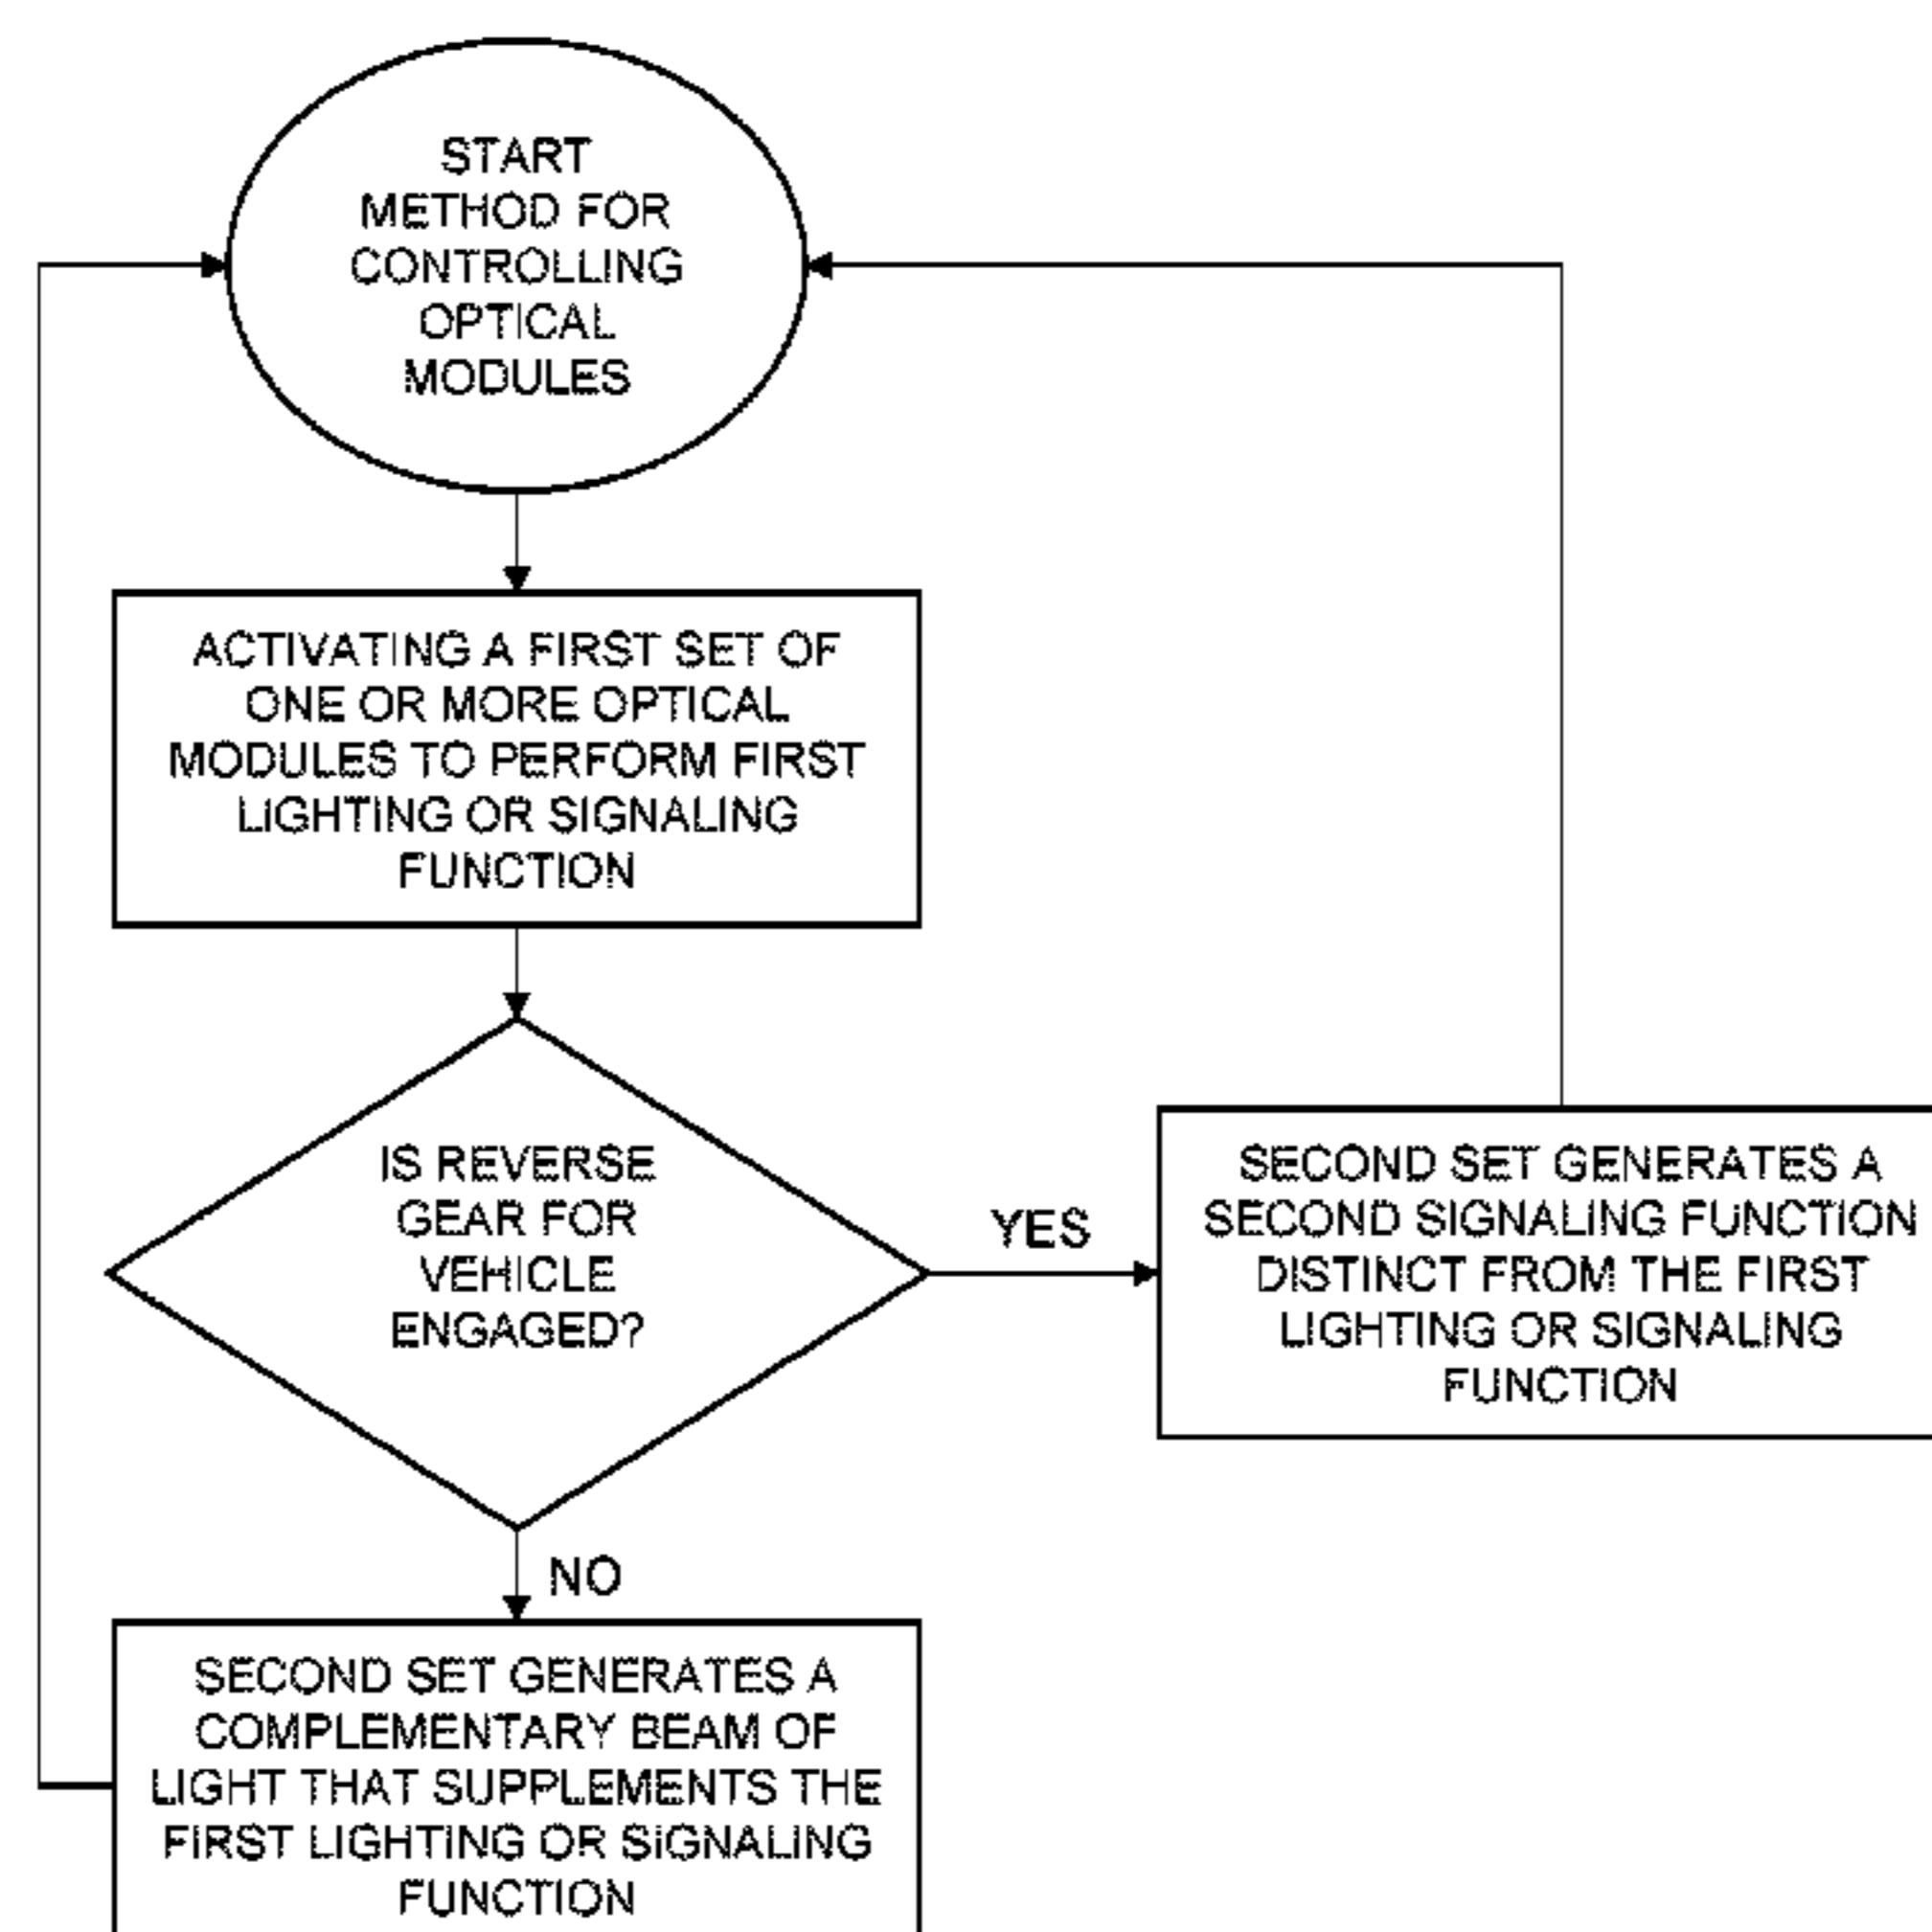 START
METHOD FOR
CONTROLLING
OPTICAL
MODULES
ACTIVATING A FIRST SET OF
ONE OR MORE OPTICAL
MODULES TO PERFORM FIRST
LIGHTING OR SIGNALING
FUNCTION
IS REVERSE
GEAR FOR
VEHICLE
ENGAGED?
YES
SECOND SET GENERATES A
SECOND SIGNALING FUNCTION
DISTINCT FROM THE FIRST
LIGHTING OR SIGNALING
FUNCTION
NO
SECOND SET GENERATES A
COMPLEMENTARY BEAM OF
LIGHT THAT SUPPLEMENTS THE
FIRST LIGHTING OR SIGNALING
FUNCTION